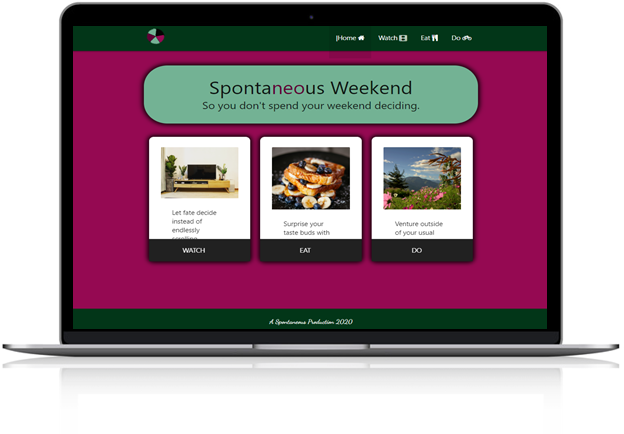 |Home Watch Eat Do
Spontaneous Weekend
So you don't spend your weekend deciding.
Let fate decide
instead of
endlessly
scrolling
Surprise your
taste buds with
Venture outside
of your usual
WATCH EAT DO
A Spontaneous Production 2020